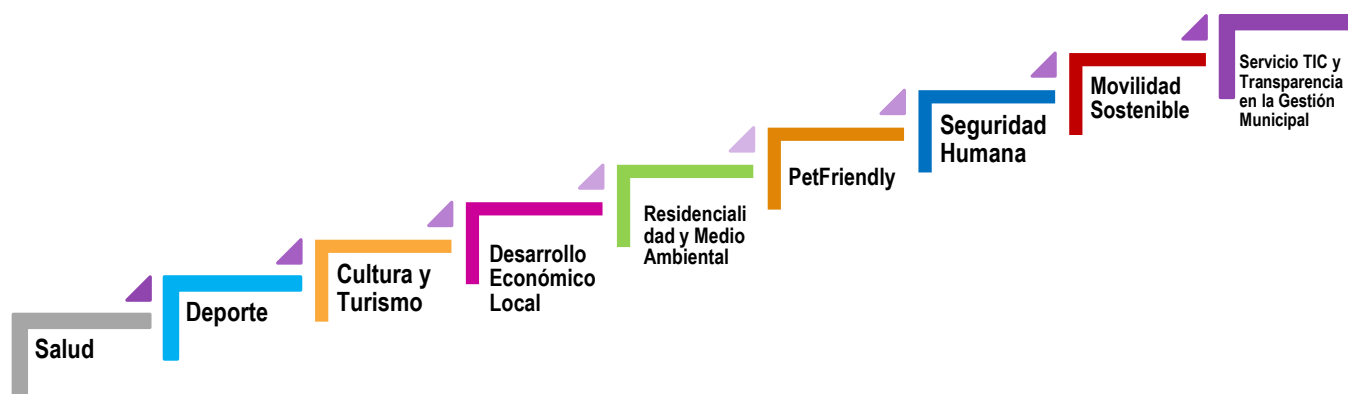 Salud
Deporte
Cultura y
Turismo
Desarrollo
Económico
Local
Residenciali
dad y Medio
Ambiental
PetFriendly
Seguridad
Humana
Movilidad
Sostenible
Servicio TIC y
Transparencia
en la Gestión
Municipal